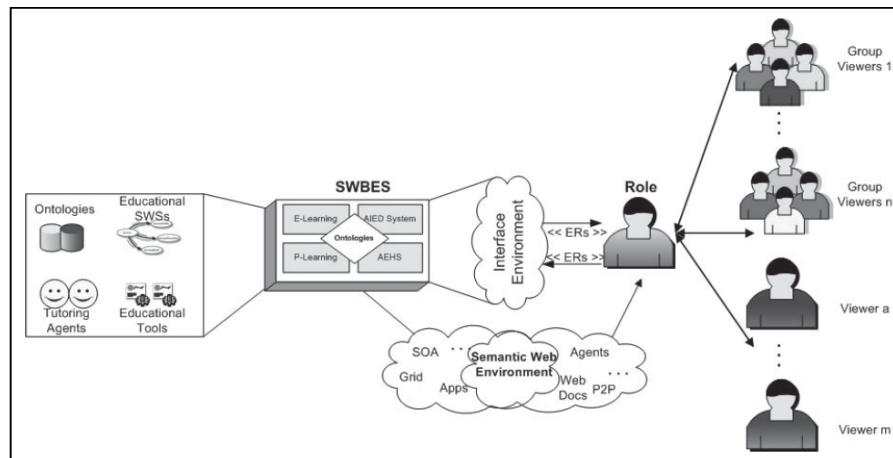 Ontologies
Educational
SWSs
Tutoring
Agents
Educational
Tools
SWBES
E-Learning
AIED System
Ontologies
P-Learning
AEHS
Interface
Environment
<< ERs >>
<< ERs >>
Role
SOA
...
Grid
Apps
Semantic Web
Environment
Agents
...
Web
Docs
P2P
Group
Viewers 1
Group
Viewers n
Viewer a
Viewer m